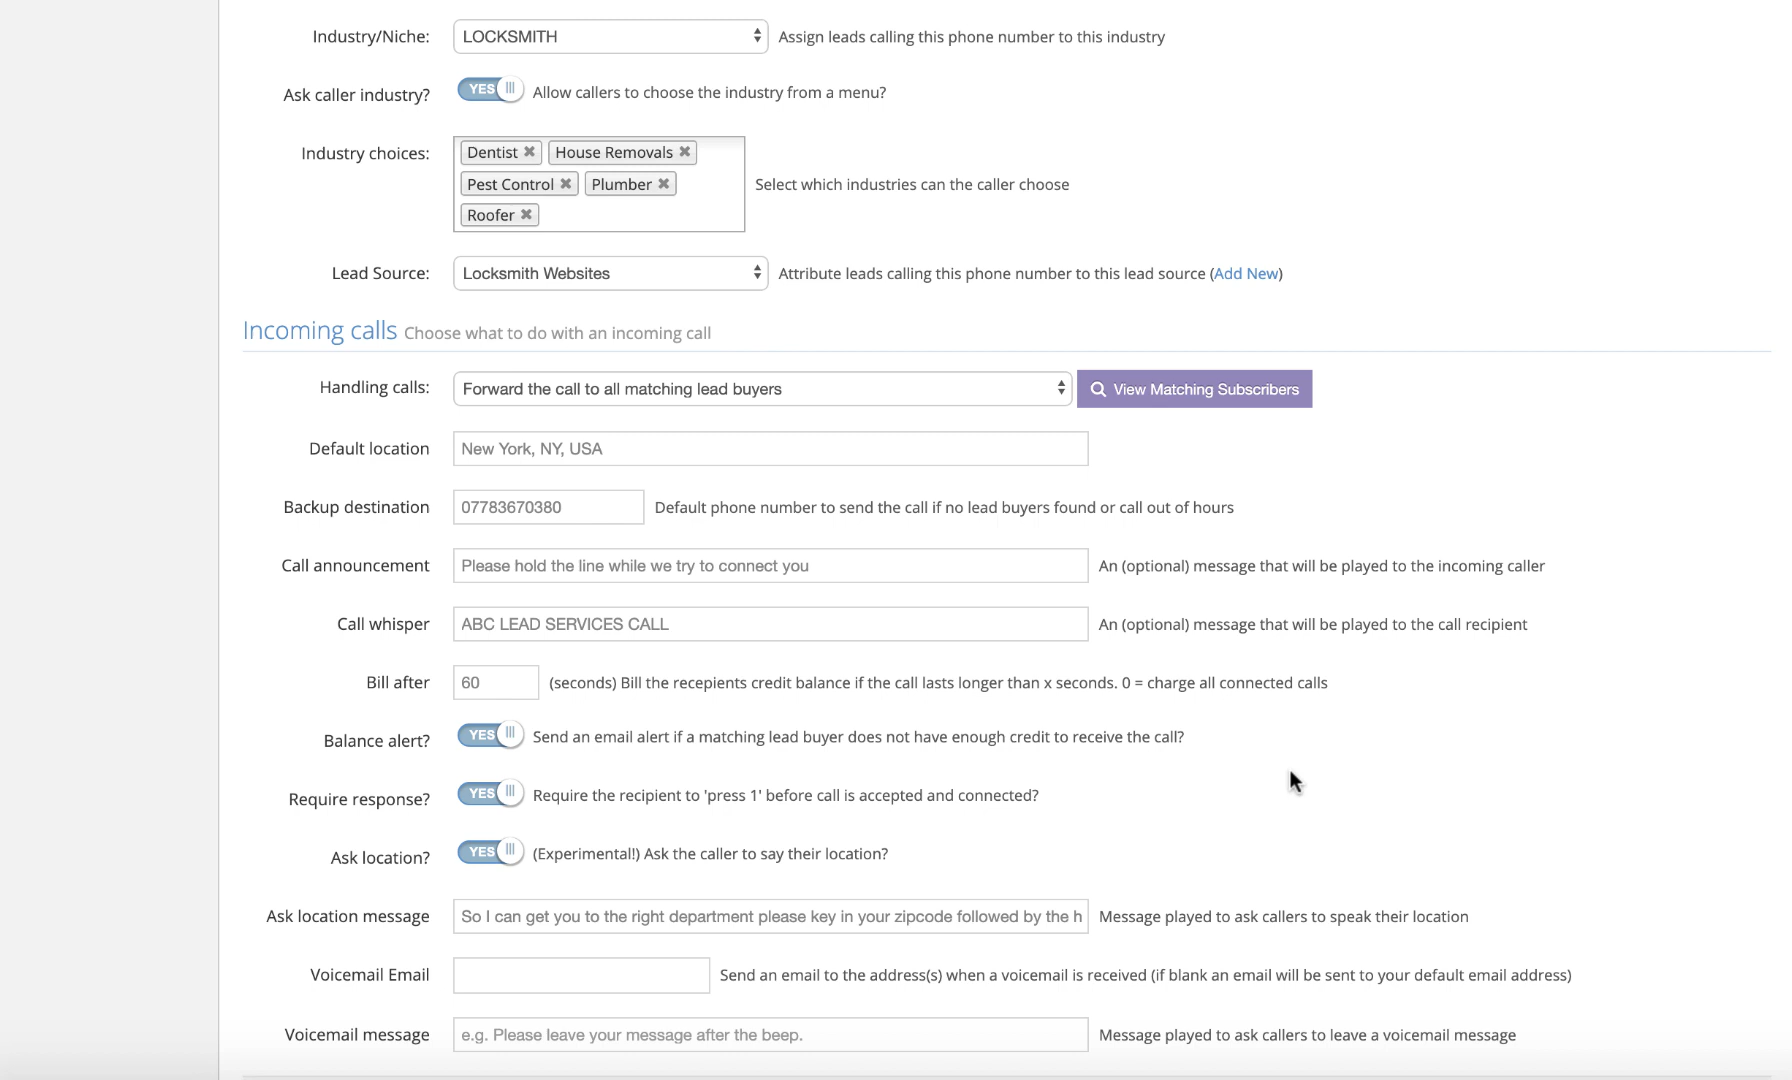 Industry/Niche: LOCKSMITH Assign leads calling this phone number to this industry
Ask caller industry? YES Allow callers to choose the industry from a menu?
Industry choices: Dentist House Removals
Pest Control Plumber Select which industries can the caller choose
Roofer
Lead Source: Locksmith Websites Attribute leads calling this phone number to this lead source (Add New)
Incoming calls Choose what to do with an incoming call
Handling calls: Forward the call to all matching lead buyers View Matching Subscribers
Default location New York, NY, USA
Backup destination 07783670380 Default phone number to send the call if no lead buyers found or call out of hours
Call announcement Please hold the line while we try to connect you An (optional) message that will be played to the incoming caller
Call whisper ABC LEAD SERVICES CALL An (optional) message that will be played to the call recipient
Bill after 60 (seconds) Bill the recepients credit balance if the call lasts longer than x seconds. 0 = charge all connected calls
Balance alert? YES Send an email alert if a matching lead buyer does not have enough credit to receive the call?
Require response? YES Require the recipient to 'press 1' before call is accepted and connected?
Ask location? YES (Experimental!) Ask the caller to say their location?
Ask location message So I can get you to the right department please key in your zipcode followed by the h Message played to ask callers to speak their location
Voicemail Email Send an email to the address(s) when a voicemail is received (if blank an email will be sent to your default email address)
Voicemail message e.g. Please leave your message after the beep. Message played to ask callers to leave a voicemail message